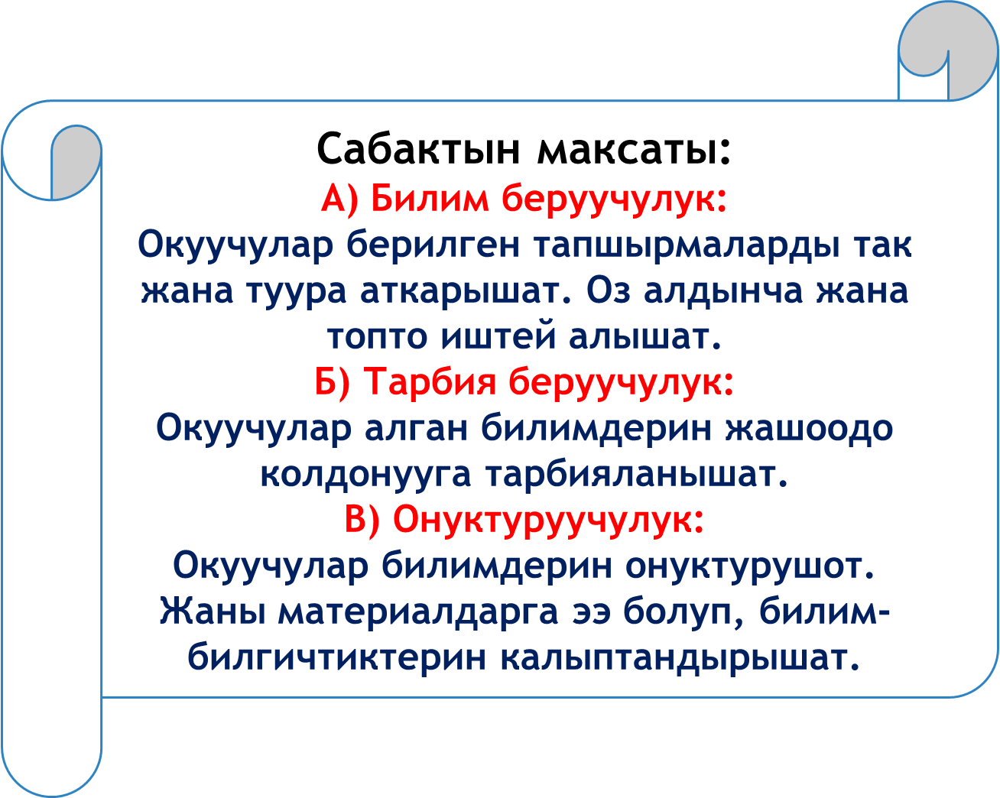 Сабактын максаты:
А) Билим беруучулук:
Окуучулар берилген тапшырмаларды так
жана туура аткарышат. Оз алдынча жана
топто иштей алышат.
Б) Тарбия беруучулук:
Окуучулар алган билимдерин жашоодо
колдонууга тарбияланышат.
В) Онуктуруучулук:
Окуучулар билимдерин онуктурушот.
Жаны материалдарга ээ болуп, билим-
билгичтиктерин калыптандырышат.